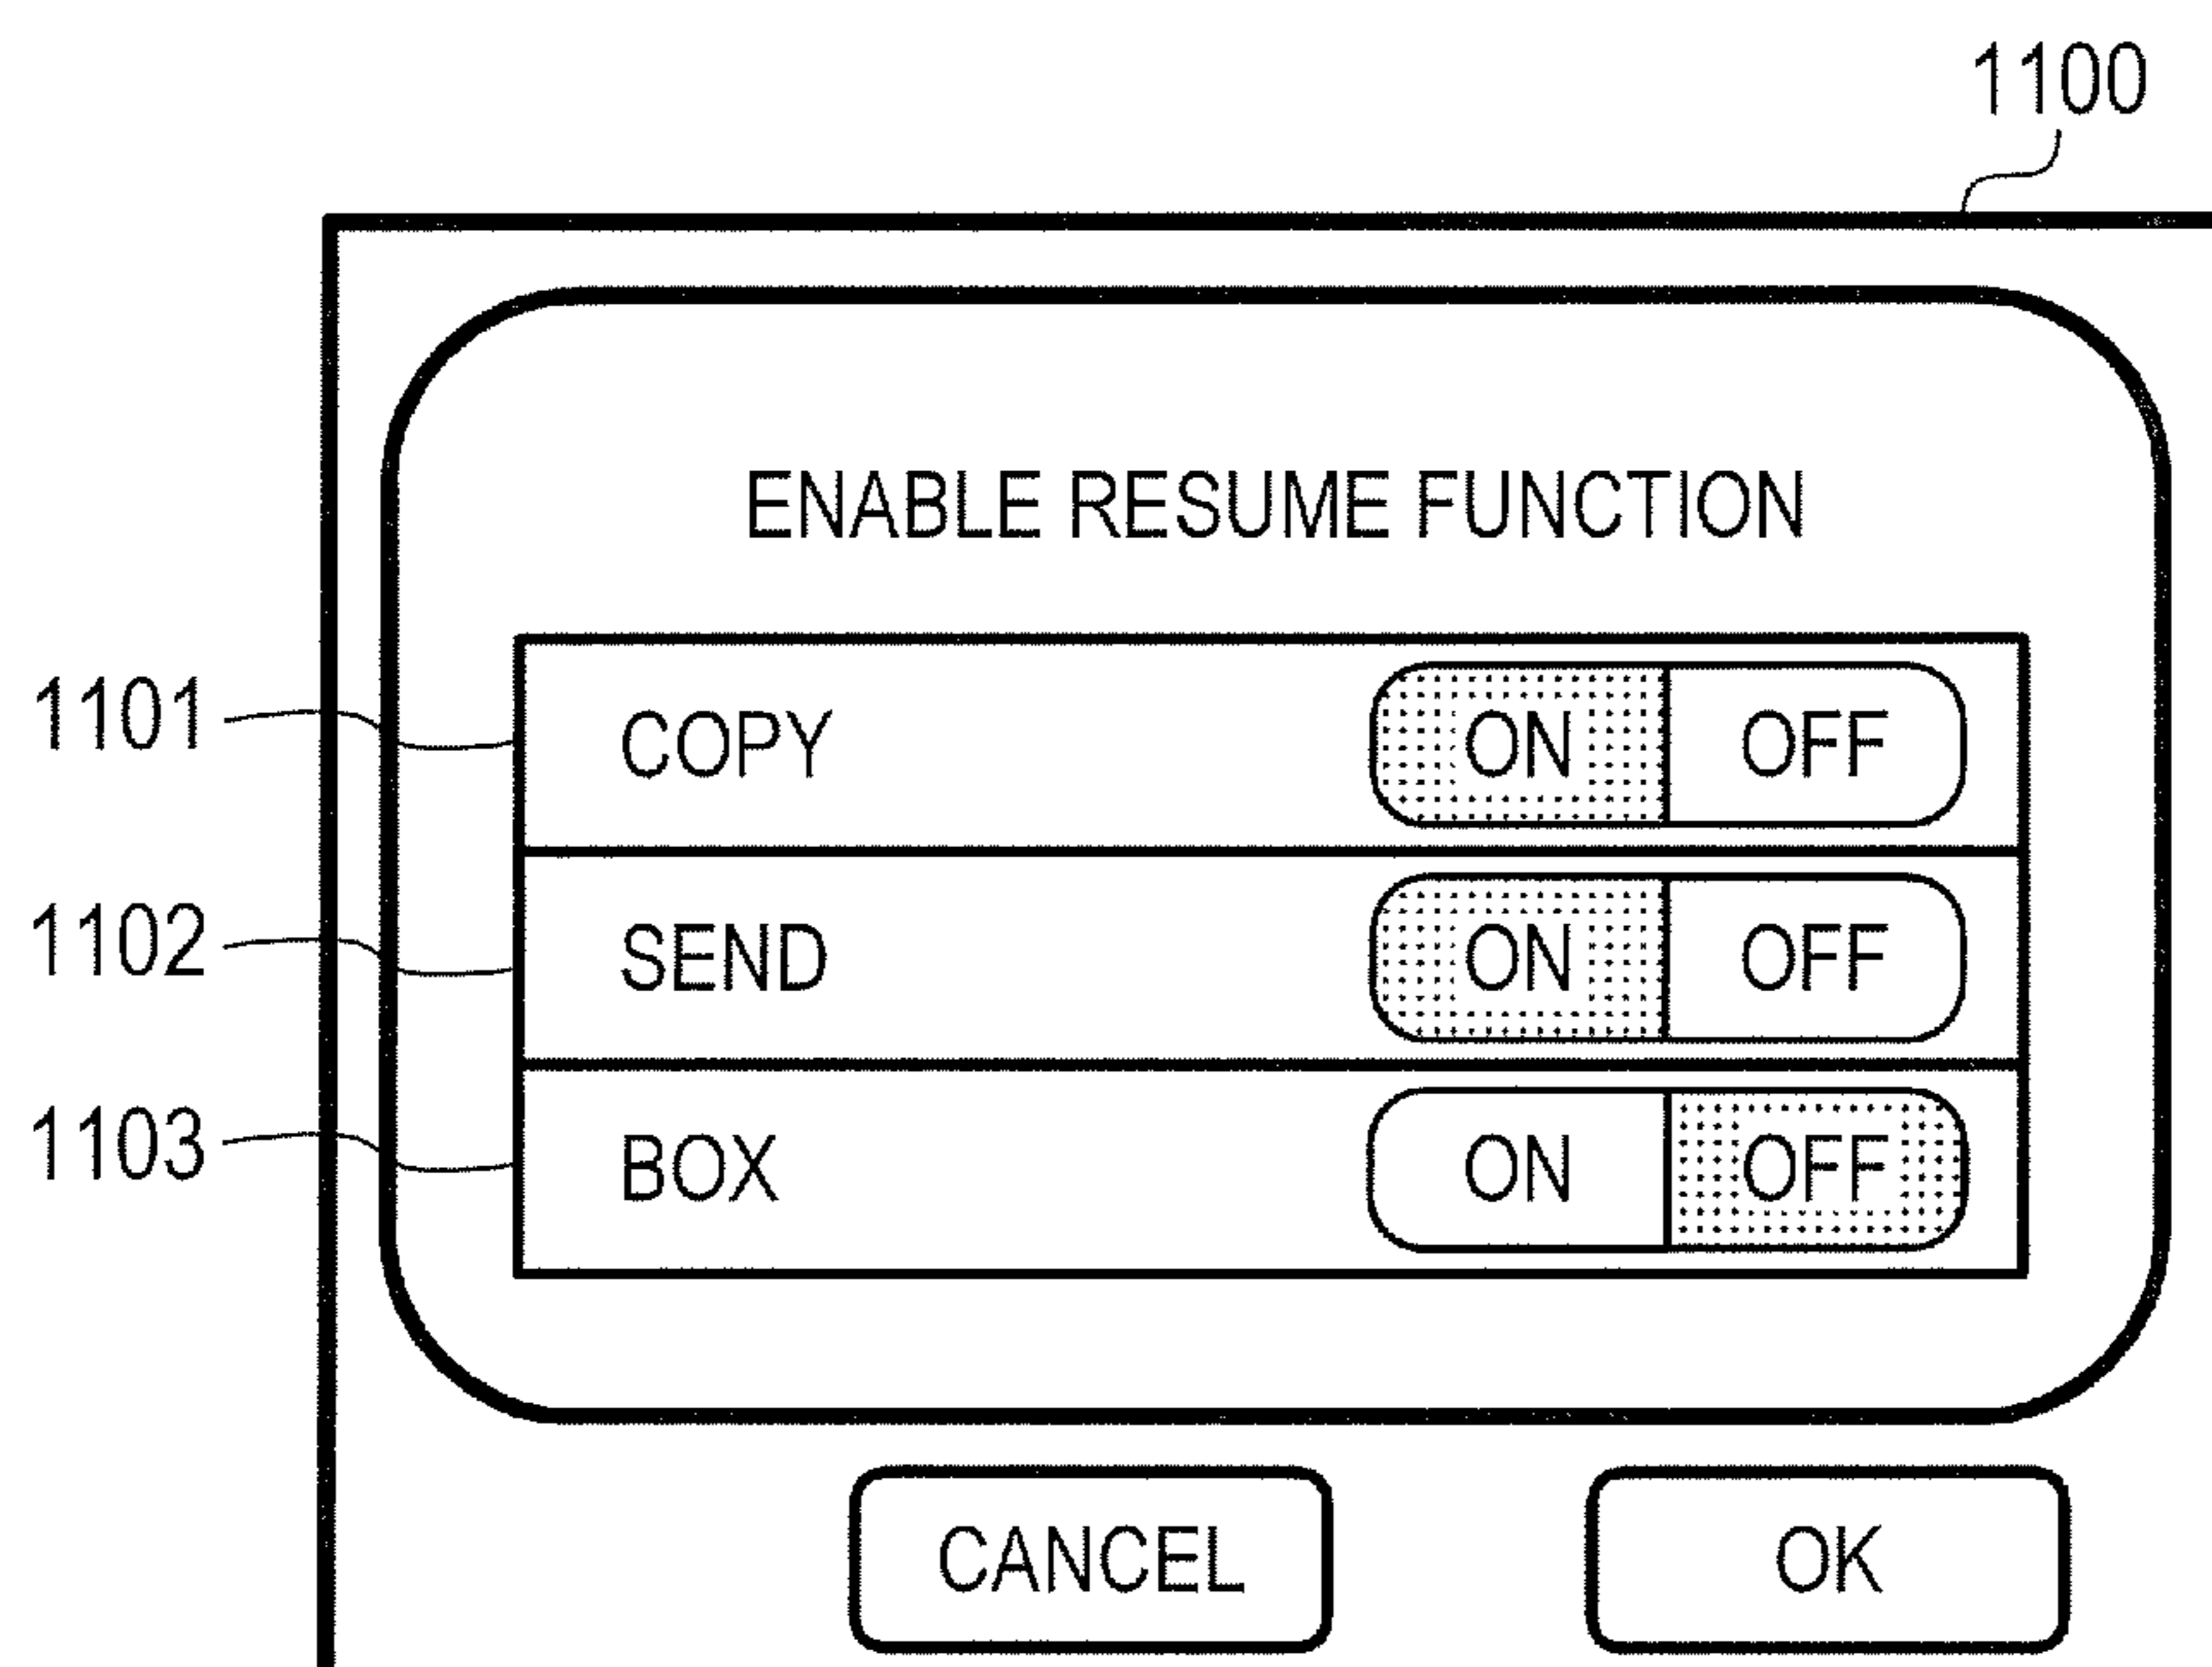 1100
ENABLE RESUME FUNCTION
1101 COPY ON OFF
1102 SEND ON OFF
1103 BOX ON OFF
CANCEL OK